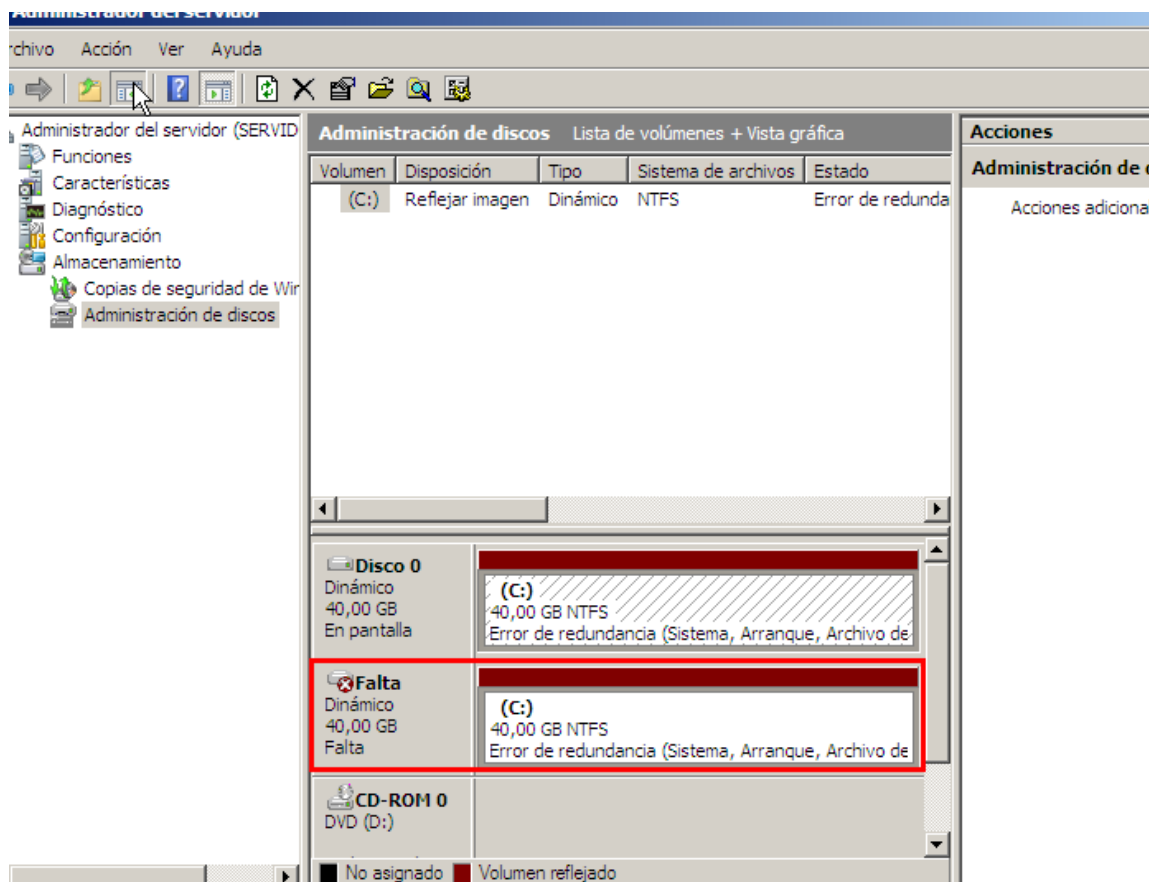 Administrador del servidor
rchivo Acción Ver Ayuda
Administrador del servidor (SERVID
Funciones
Características
Diagnóstico
Configuración
Almacenamiento
Copias de seguridad de Wir
Administración de discos
Administración de discos Lista de volúmenes + Vista gráfica
Volumen Disposición Tipo Sistema de archivos Estado
(C:) Reflejar imagen Dinámico NTFS Error de redunda
Disco 0
Dinámico
40,00 GB
En pantalla
(C:)
40,00 GB NTFS
Error de redundancia (Sistema, Arranque, Archivo de
Falta
Dinámico
40,00 GB
Falta
(C:)
40,00 GB NTFS
Error de redundancia (Sistema, Arranque, Archivo de
CD-ROM 0
DVD (D:)
No asignado Volumen reflejado
Acciones
Administración de
Acciones adiciona